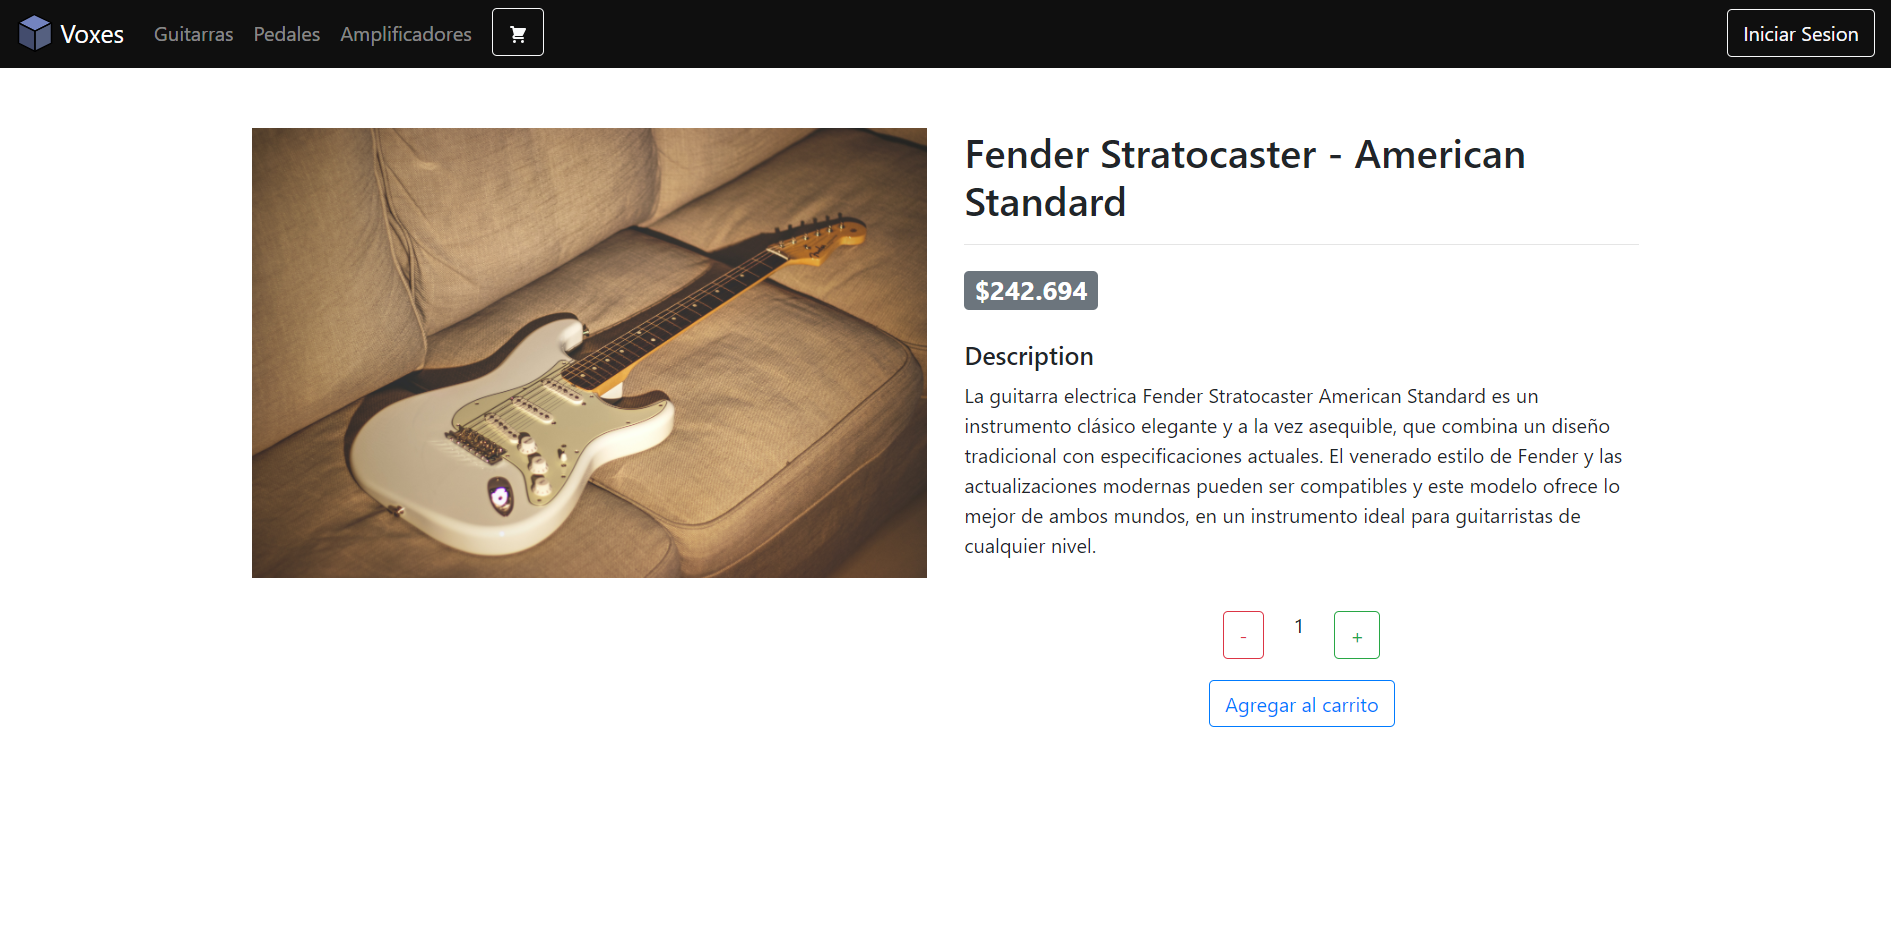 Voxes Guitarras Pedales Amplificadores Iniciar Sesion
Fender Stratocaster - American
Standard
$242.694
Description
La guitarra electrica Fender Stratocaster American Standard es un
instrumento clásico elegante y a la vez asequible, que combina un diseño
tradicional con especificaciones actuales. El venerado estilo de Fender y las
actualizaciones modernas pueden ser compatibles y este modelo ofrece lo
mejor de ambos mundos, en un instrumento ideal para guitarristas de
cualquier nivel.
- 1 +
Agregar al carrito